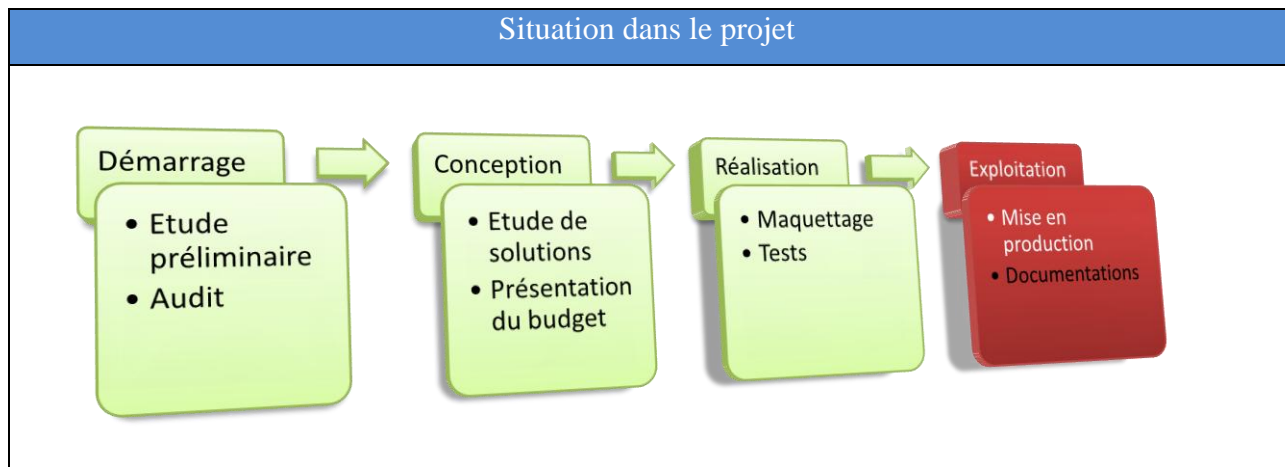 Situation dans le projet
Démarrage
• Etude
préliminaire
• Audit
Conception
• Etude de
solutions
• Présentation
du budget
Réalisation
• Maquettage
• Tests
Exploitation
• Mise en
production
• Documentations